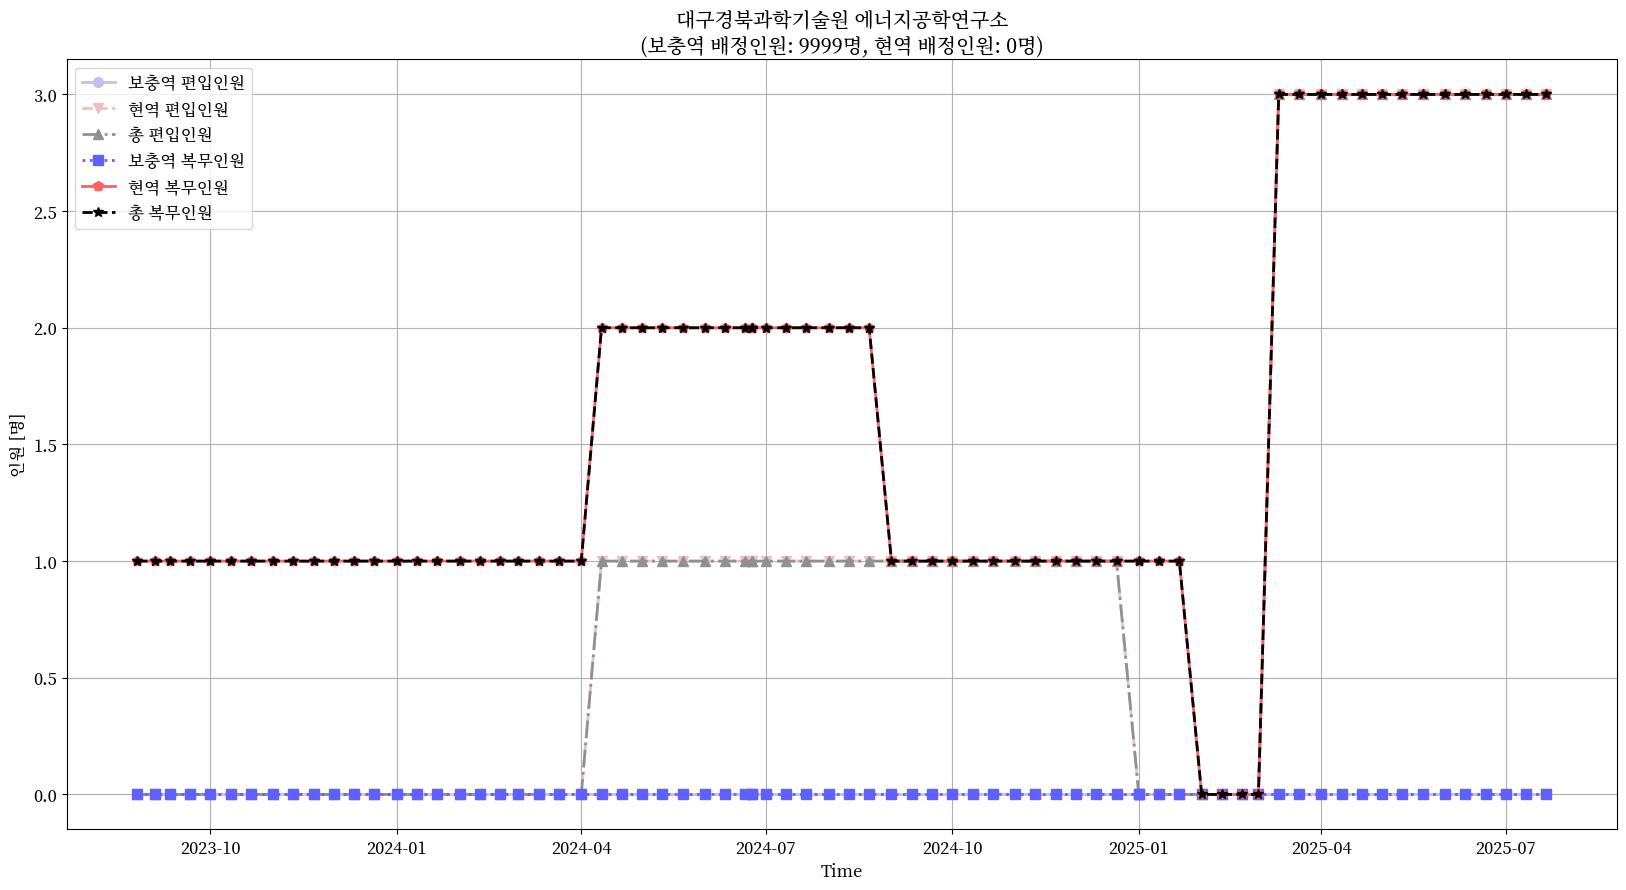 대구경북과학기술원 에너지공학연구소
(보충역 배정인원: 9999명, 현역 배정인원: 0명)
보충역 편입인원
현역 편입인원
총 편입인원
보충역 복무인원
현역 복무인원
총 복무인원
인원 [명]
3.0
2.5
2.0
1.5
1.0
0.5
0.0
2023-10
2024-01
2024-04
2024-07
2024-10
2025-01
2025-04
2025-07
Time